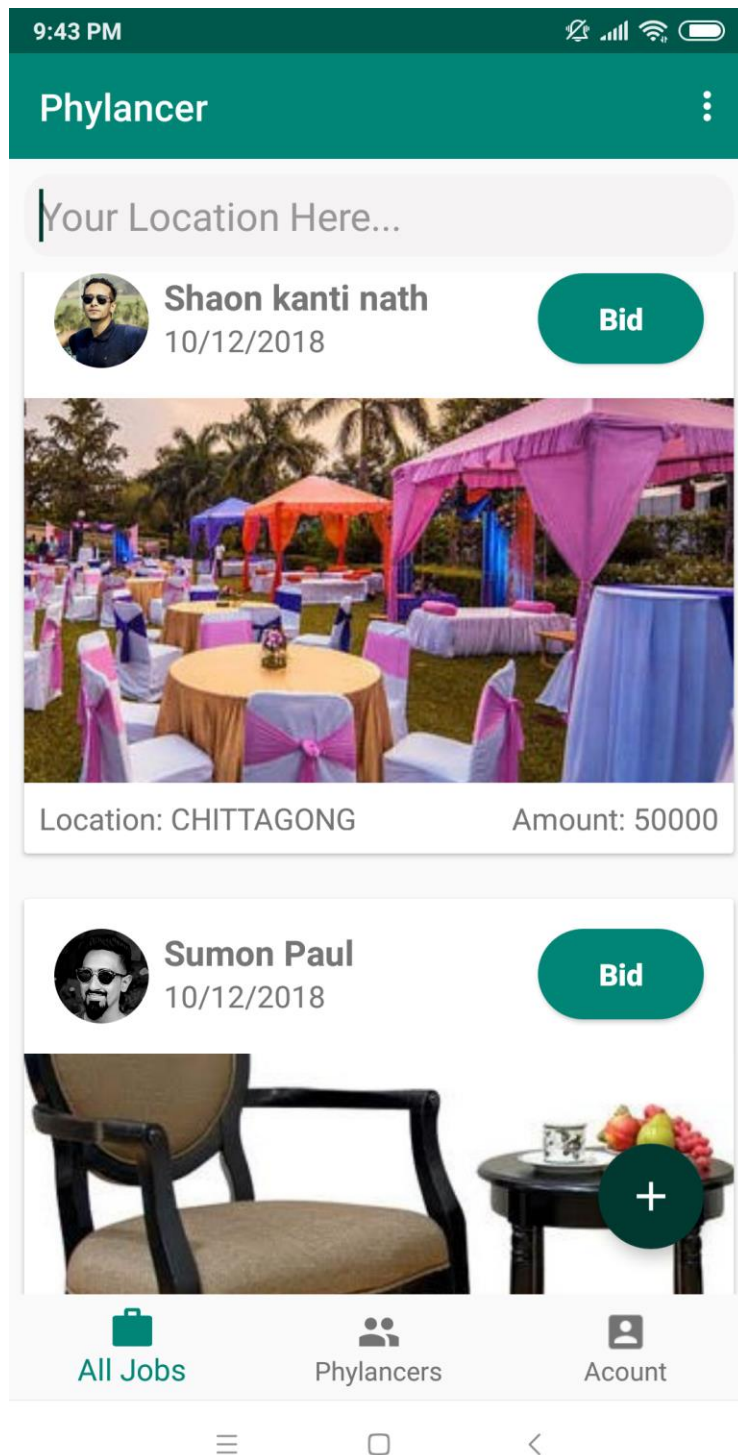 9:43 PM
Phylancer
Your Location Here...
Shaon kanti nath
10/12/2018
Bid
Location: CHITTAGONG
Amount: 50000
Sumon Paul
10/12/2018
Bid
+
All Jobs
Phylancers
Acount